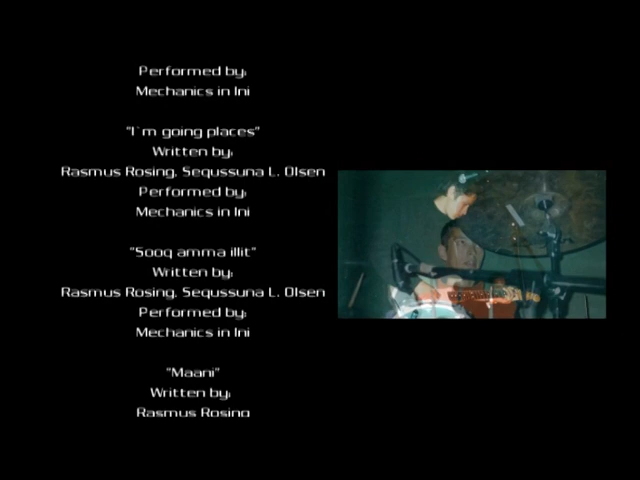 Performed by:
Mechanics in Ini
"I`m going places"
Written by:
Rasmus Rosing, Sequssuna L. Olsen
Performed by:
Mechanics in Ini
"Sooq amma illit"
Written by:
Rasmus Rosing, Sequssuna L. Olsen
Performed by:
Mechanics in Ini
"Maani"
Written by:
Rasmus Rosing